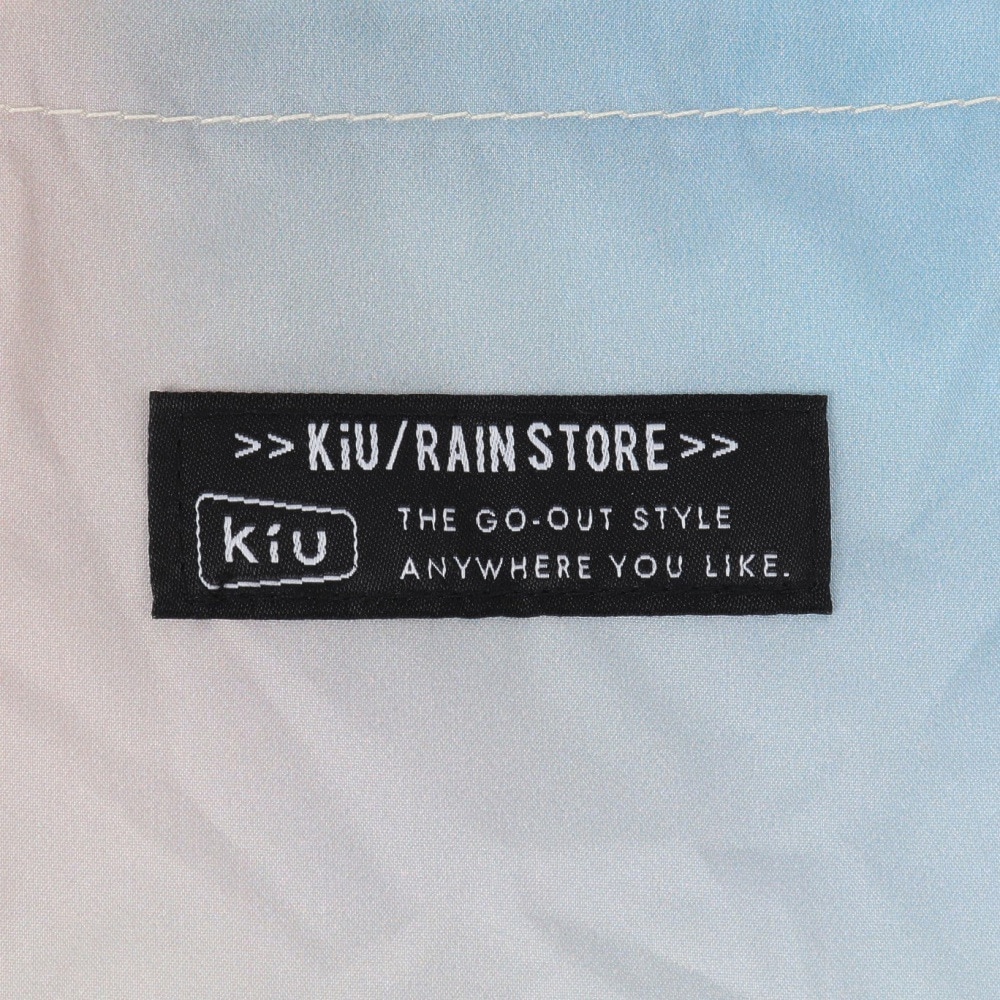 >> KiU/RAIN STORE >>
kiu
THE GO-OUT STYLE
ANYWHERE YOU LIKE.